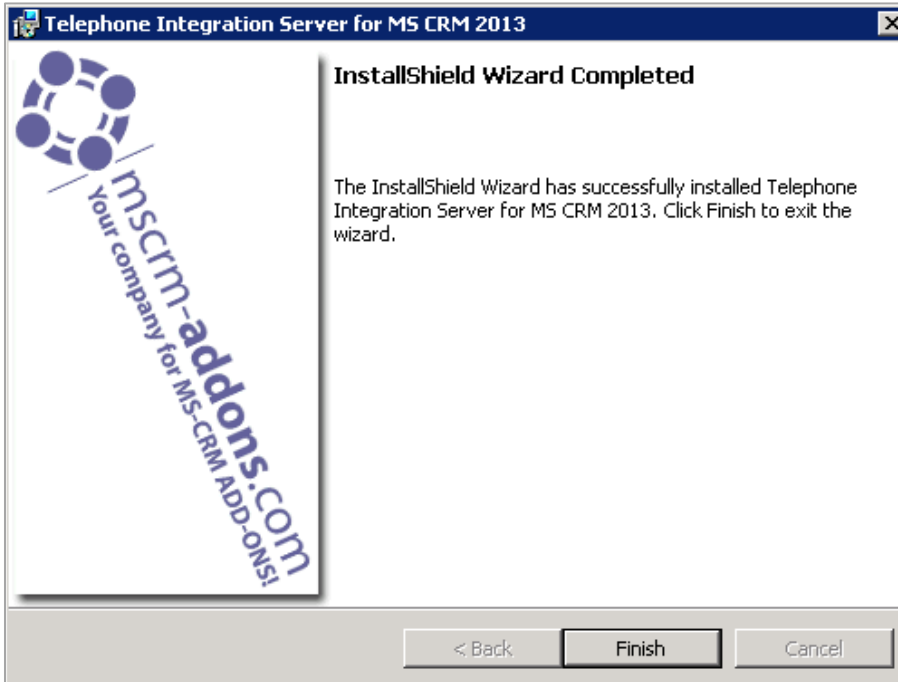 Telephone Integration Server for MS CRM 2013
InstallShield Wizard Completed
The InstallShield Wizard has successfully installed Telephone
Integration Server for MS CRM 2013. Click Finish to exit the
wizard.
mscrm-addons.com
Your company for MS-CRM ADD-ONS!
< Back
Finish
Cancel